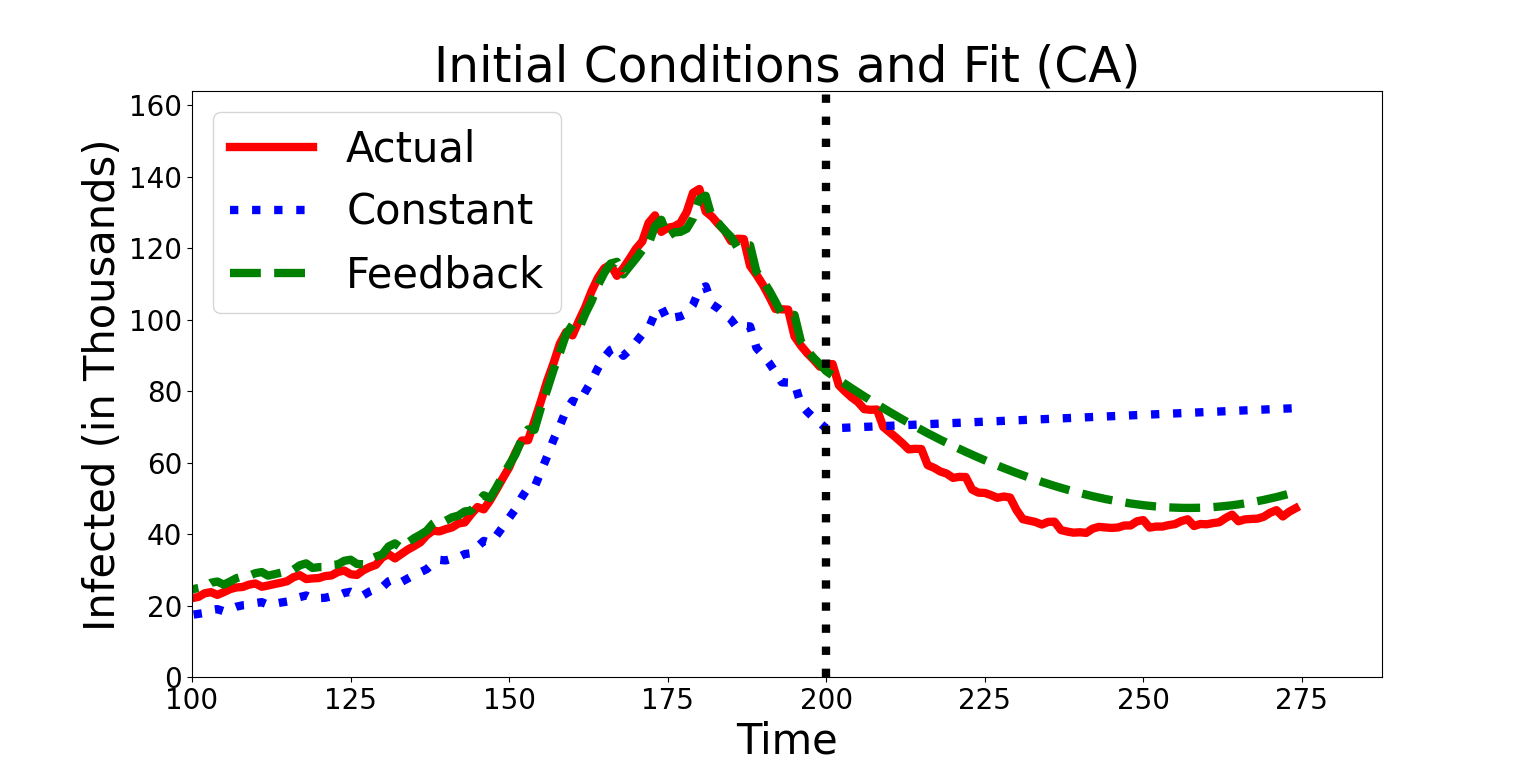 Initial Conditions and Fit (CA)
Infected (in Thousands)
160
140
120
100
80
60
40
20
0
Actual
Constant
Feedback
100 125 150 175 200 225 250 275
Time